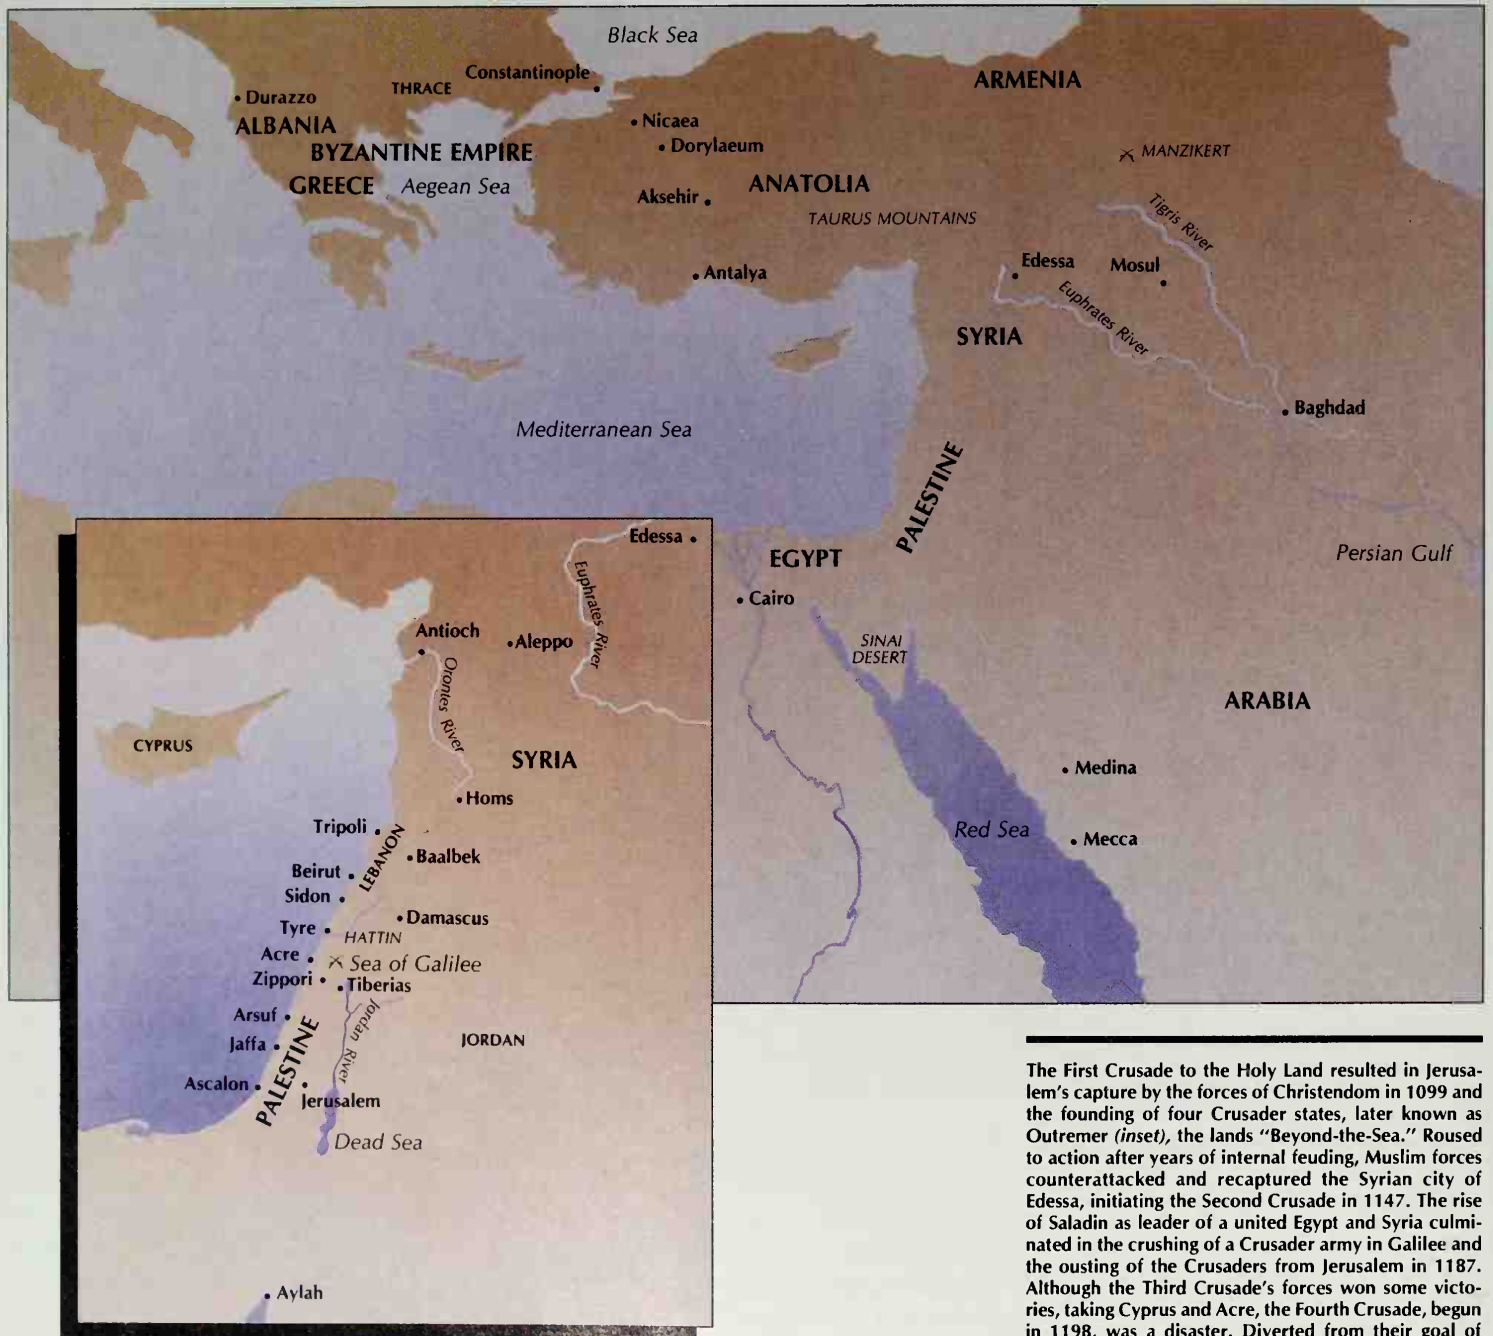 Black Sea
Constantinople
THRACE
ARMENIA
Durazzo
ALBANIA
Nicaea
BYZANTINE EMPIRE
Dorylaeum
MANZIKERT
GREECE
Aegean Sea
Aksehir
ANATOLIA
TAURUS MOUNTAINS
Tigris River
Antalya
Edessa
Mosul
Euphrates River
SYRIA
Baghdad
Mediterranean Sea
PALESTINE
EGYPT
Persian Gulf
Cairo
SINAI
DESERT
ARABIA
Medina
Red Sea
Mecca
Edessa
Euphrates River
Antioch
Aleppo
Orontes River
CYPRUS
SYRIA
Homs
Tripoli
LEBANON
Baalbek
Beirut
Sidon
Damascus
Tyre
HATTIN
Acre
Sea of Galilee
Zippori
Tiberias
Arsuf
Jordan River
Jaffa
JORDAN
PALESTINE
Ascalon
Jerusalem
Dead Sea
Aylah
The First Crusade to the Holy Land resulted in Jerusa-
lem's capture by the forces of Christendom in 1099 and
the founding of four Crusader states, later known as
Outremer (inset), the lands "Beyond-the-Sea." Roused
to action after years of internal feuding, Muslim forces
counterattacked and recaptured the Syrian city of
Edessa, initiating the Second Crusade in 1147. The rise
of Saladin as leader of a united Egypt and Syria culmi-
nated in the crushing of a Crusader army in Galilee and
the ousting of the Crusaders from Jerusalem in 1187.
Although the Third Crusade's forces won some victo-
ries, taking Cyprus and Acre, the Fourth Crusade, begun
in 1198, was a disaster. Diverted from their goal of